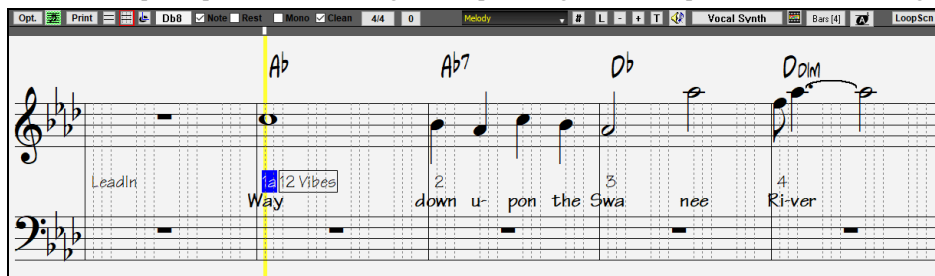 Opt. Print Db8 Note Rest Mono Clean 4/4 0 Melody # L - + T Vocal Synth Bars [4] LoopScn
Ab Ab7 Db DDIM
LeadIn 1a 12 Vibes 2 3 4
Way down u- pon the Swa nee Ri-ver